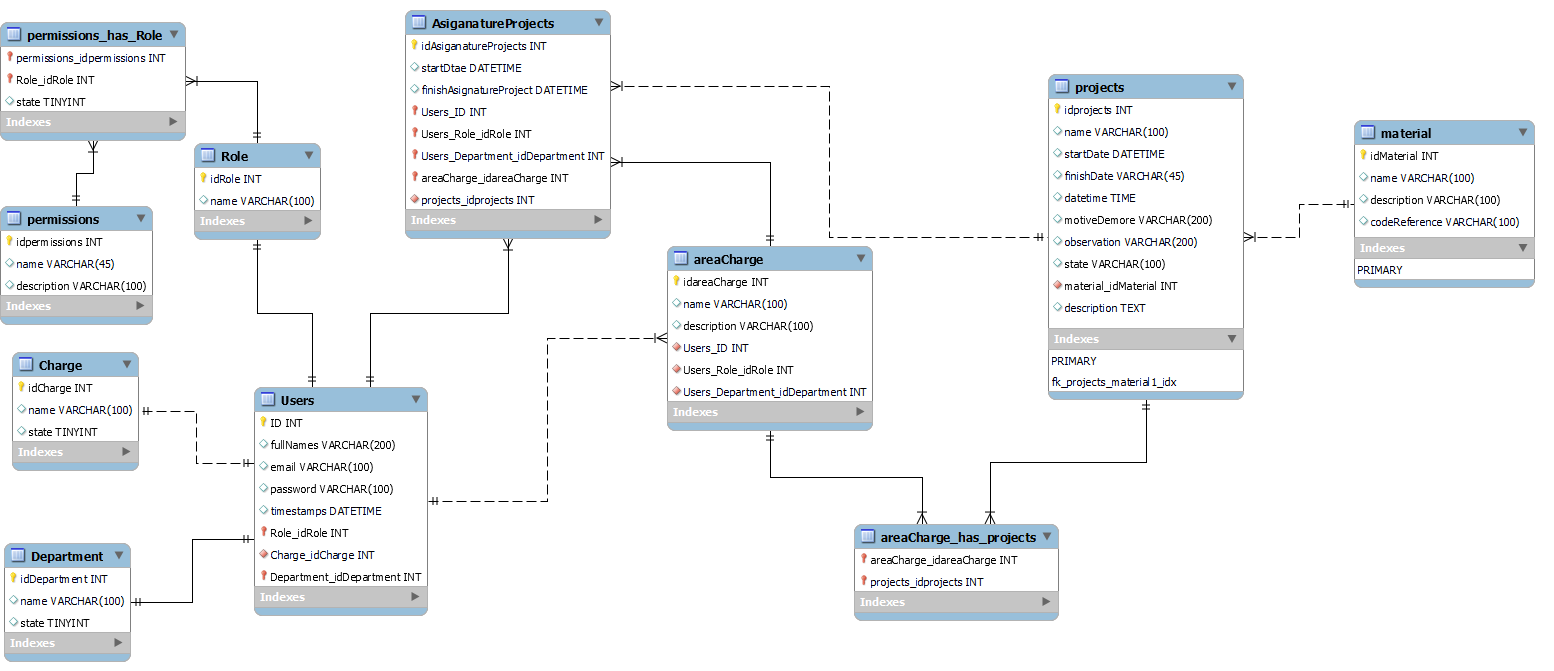 permissions_has_Role
permissions_idpermissions INT
Role_idRole INT
state TINYINT
Indexes
permissions
idpermissions INT
name VARCHAR(45)
description VARCHAR(100)
Indexes
Role
idRole INT
name VARCHAR(100)
Indexes
AsiganatureProjects
idAsiganatureProjects INT
startDtae DATETIME
finishAsignatureProject DATETIME
Users_ID INT
Users_Role_idRole INT
Users_Department_idDepartment INT
areaCharge_idareaCharge INT
projects_idprojects INT
Indexes
projects
idprojects INT
name VARCHAR(100)
startDate DATETIME
finishDate VARCHAR(45)
datetime TIME
motiveDemore VARCHAR(200)
observation VARCHAR(200)
state VARCHAR(100)
material_idMaterial INT
description TEXT
Indexes
PRIMARY
fk_projects_material1_idx
material
idMaterial INT
name VARCHAR(100)
description VARCHAR(100)
codeReference VARCHAR(100)
Indexes
PRIMARY
areaCharge
idareaCharge INT
name VARCHAR(100)
description VARCHAR(100)
Users_ID INT
Users_Role_idRole INT
Users_Department_idDepartment INT
Indexes
Charge
idCharge INT
name VARCHAR(100)
state TINYINT
Indexes
Users
ID INT
fullNames VARCHAR(200)
email VARCHAR(100)
password VARCHAR(100)
timestamps DATETIME
Role_idRole INT
Charge_idCharge INT
Department_idDepartment INT
Indexes
Department
idDepartment INT
name VARCHAR(100)
state TINYINT
Indexes
areaCharge_has_projects
areaCharge_idareaCharge INT
projects_idprojects INT
Indexes